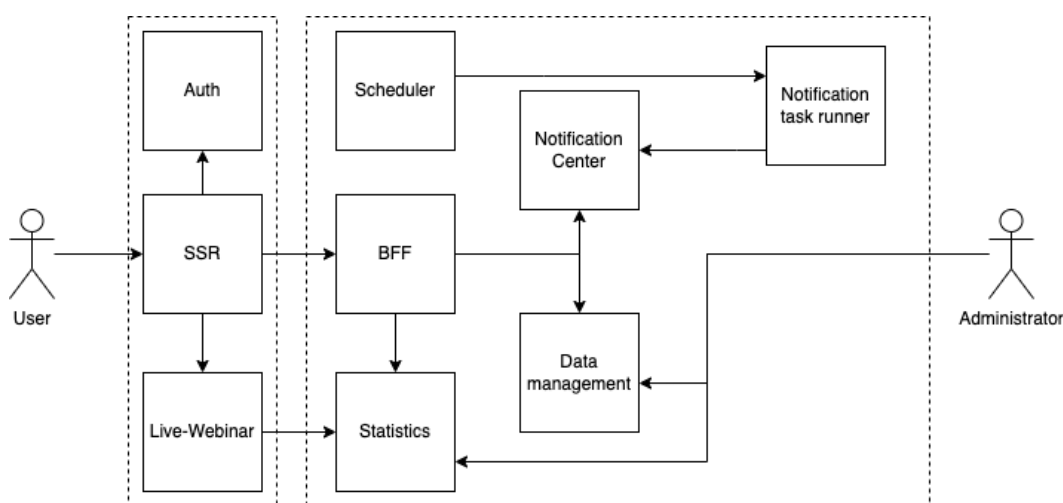 Auth
Scheduler
Notification
task runner
Notification
Center
User
SSR
BFF
Administrator
Data
management
Live-Webinar
Statistics